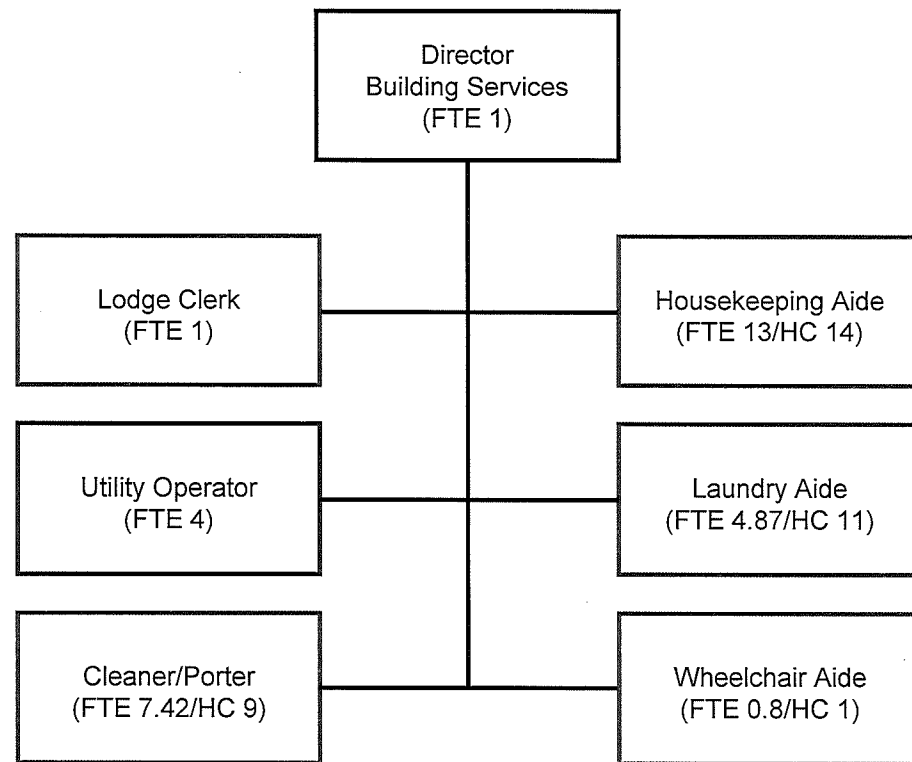 Director
Building Services
(FTE 1)
Lodge Clerk
(FTE 1)
Housekeeping Aide
(FTE 13/HC 14)
Utility Operator
(FTE 4)
Laundry Aide
(FTE 4.87/HC 11)
Cleaner/Porter
(FTE 7.42/HC 9)
Wheelchair Aide
(FTE 0.8/HC 1)